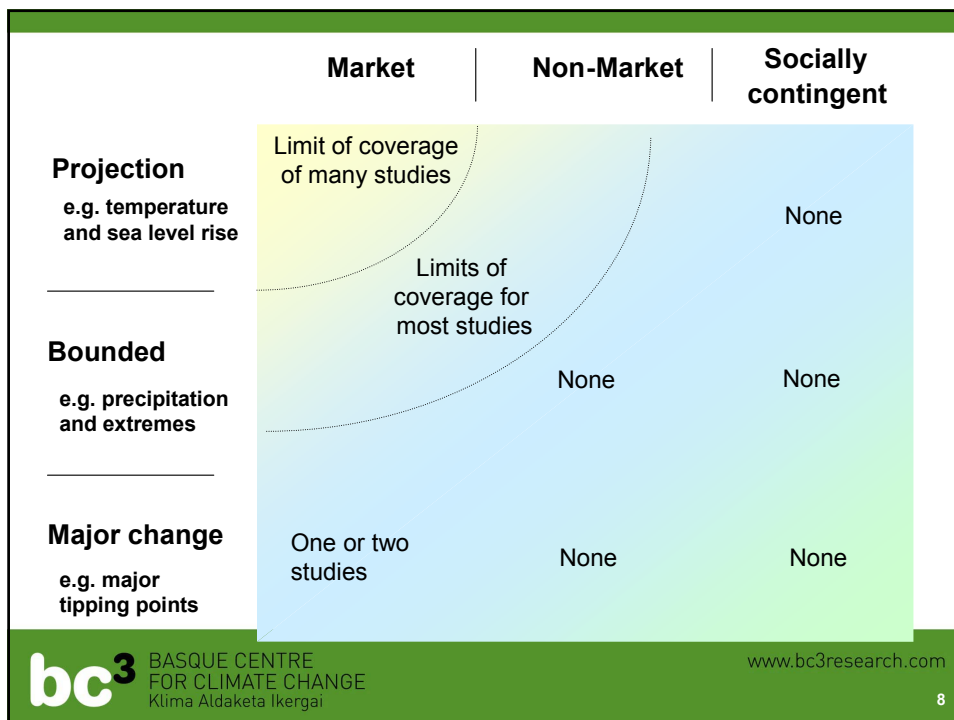 Market
Non-Market
Socially
contingent
Projection
e.g. temperature
and sea level rise
Limit of coverage
of many studies
None
Limits of
coverage for
most studies
Bounded
e.g. precipitation
and extremes
None
None
Major change
e.g. major
tipping points
One or two
studies
None
None
bc3
BASQUE CENTRE
FOR CLIMATE CHANGE
Klima Aldaketa Ikergai
www.bc3research.com
8